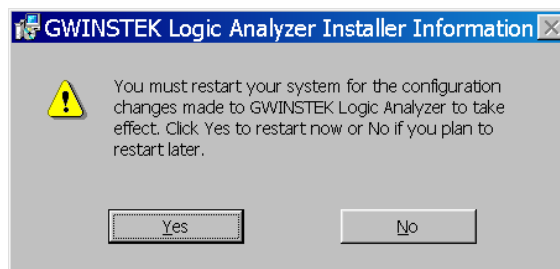 GWINSTEK Logic Analyzer Installer Information
You must restart your system for the configuration
changes made to GWINSTEK Logic Analyzer to take
effect. Click Yes to restart now or No if you plan to
restart later.
Yes
No